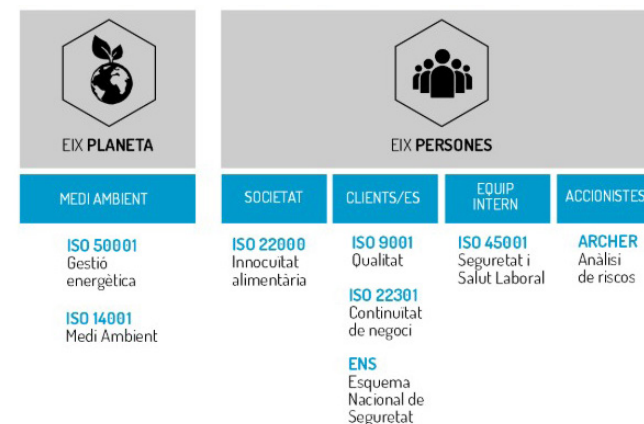 EIX PLANETA
EIX PERSONES
MEDI AMBIENT
SOCIETAT
CLIENTS/ES
EQUIP
INTERN
ACCIONISTES
ISO 50001
Gestió
energètica
ISO 14001
Medi Ambient
ISO 22000
Innocuïtat
alimentària
ISO 9001
Qualitat
ISO 22301
Continuïtat
de negoci
ENS
Esquema
Nacional de
Seguretat
ISO 45001
Seguretat i
Salut Laboral
ARCHER
Anàlisi
de riscos